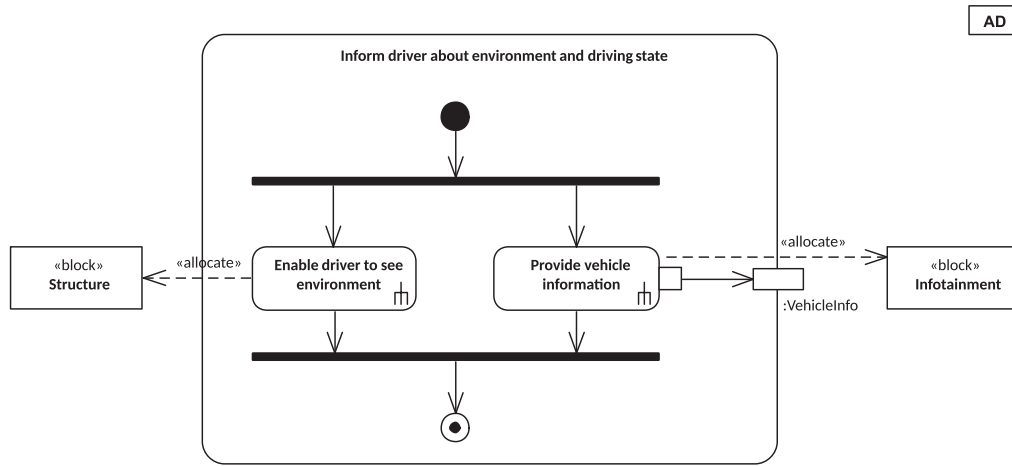 AD
Inform driver about environment and driving state
«allocate»
«allocate»
«block»
Structure
Enable driver to see
environment
Provide vehicle
information
«block»
Infotainment
:VehicleInfo